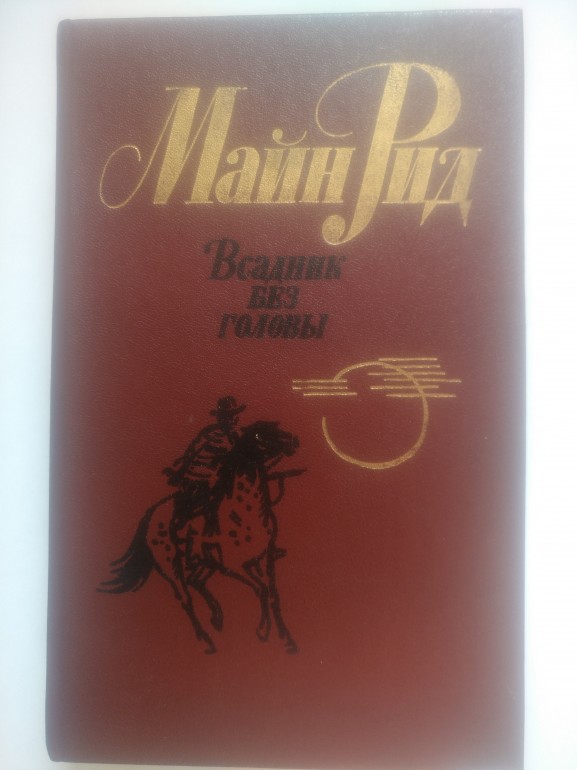 Майн Рид
Всадник
без
головы